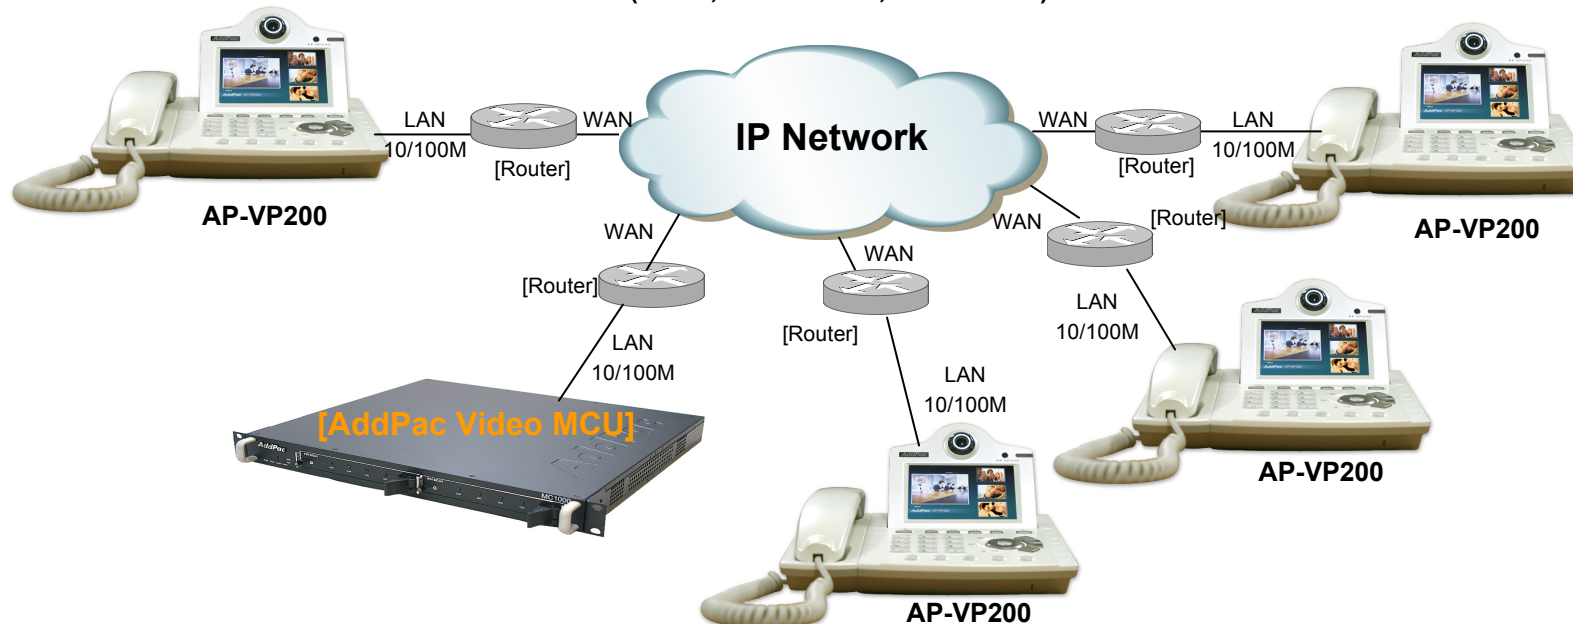 IP Network
LAN
10/100M
WAN
[Router]
AP-VP200
WAN
[Router]
LAN
10/100M
AP-VP200
WAN
[Router]
LAN
10/100M
[AddPac Video MCU]
AddPac
MC1000
WAN
[Router]
LAN
10/100M
AP-VP200
WAN
[Router]
LAN
10/100M
AP-VP200